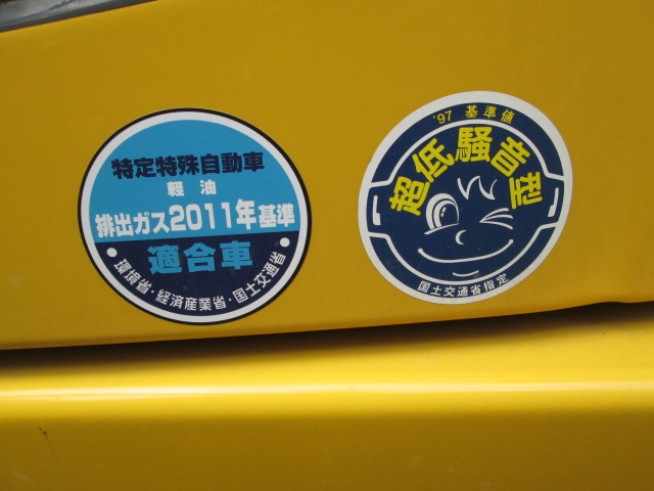 特定特殊自動車
軽油
排出ガス2011年基準
適合車
環境省・経済産業省・国土交通省
'97 基準値
超低騒音型
国土交通省指定